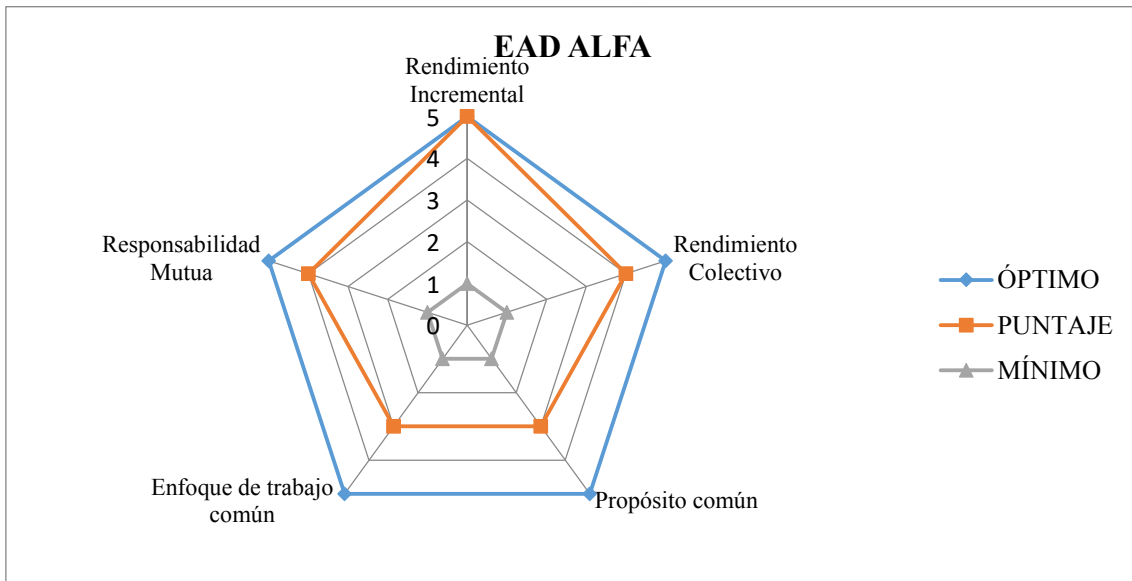 EAD ALFA
Rendimiento
Incremental
5
4
3
2
1
0
Rendimiento
Colectivo
Propósito común
Enfoque de trabajo
común
Responsabilidad
Mutua
ÓPTIMO
PUNTAJE
MÍNIMO